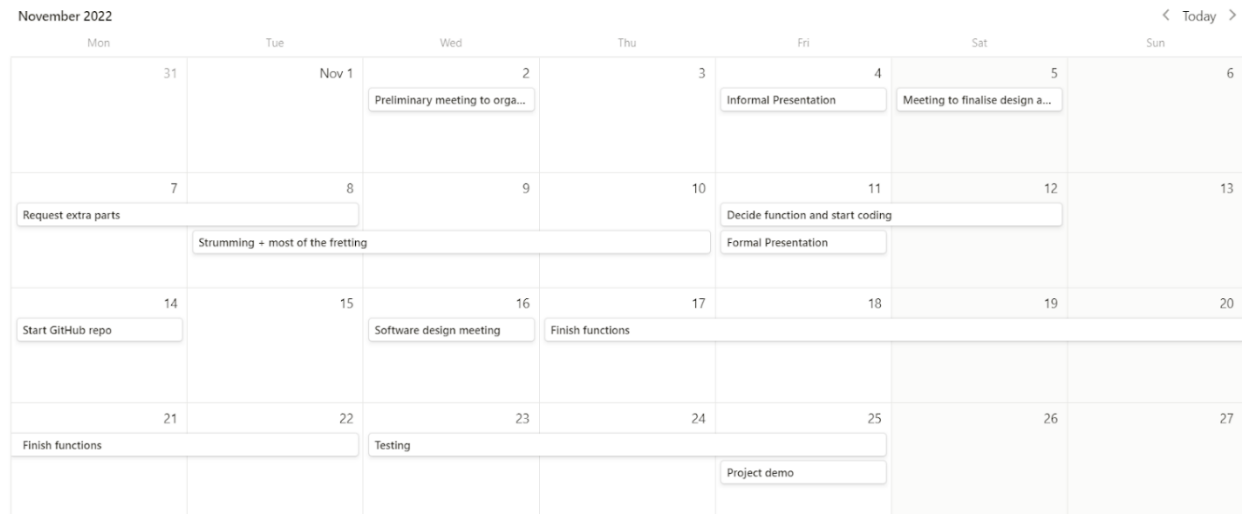 November 2022
Today
Mon Tue Wed Thu Fri Sat Sun
31 Nov 1 2 3 4 5 6
Preliminary meeting to orga... Informal Presentation Meeting to finalise design a...
7 8 9 10 11 12 13
Request extra parts Decide function and start coding
Strumming + most of the fretting Formal Presentation
14 15 16 17 18 19 20
Start GitHub repo Software design meeting Finish functions
21 22 23 24 25 26 27
Finish functions Testing
Project demo